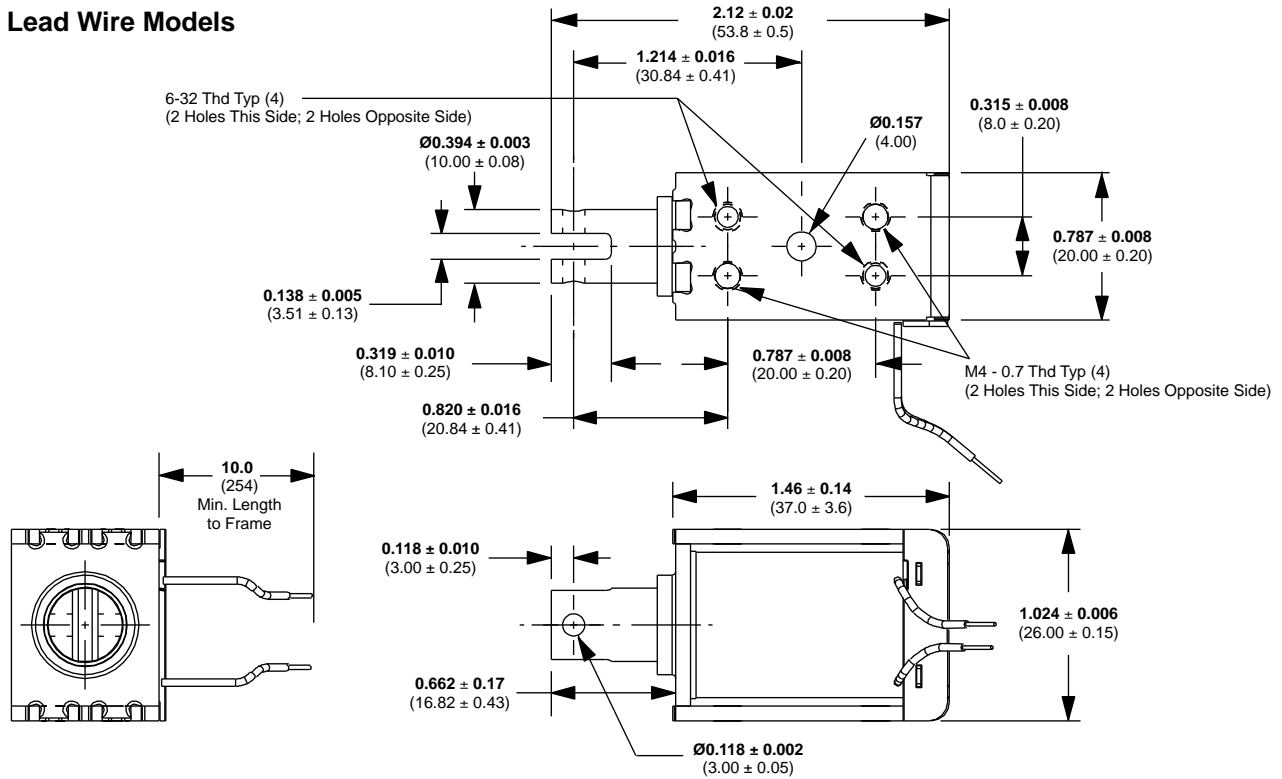 Lead Wire Models
2.12 ± 0.02
(53.8 ± 0.5)
1.214 ± 0.016
(30.84 ± 0.41)
6-32 Thd Typ (4)
(2 Holes This Side; 2 Holes Opposite Side)
0.315 ± 0.008
(8.0 ± 0.20)
Ø0.157
(4.00)
Ø0.394 ± 0.003
(10.00 ± 0.08)
0.787 ± 0.008
(20.00 ± 0.20)
0.138 ± 0.005
(3.51 ± 0.13)
0.319 ± 0.010
(8.10 ± 0.25)
0.787 ± 0.008
(20.00 ± 0.20)
M4 - 0.7 Thd Typ (4)
(2 Holes This Side; 2 Holes Opposite Side)
0.820 ± 0.016
(20.84 ± 0.41)
10.0
(254)
Min. Length
to Frame
1.46 ± 0.14
(37.0 ± 3.6)
0.118 ± 0.010
(3.00 ± 0.25)
1.024 ± 0.006
(26.00 ± 0.15)
0.662 ± 0.17
(16.82 ± 0.43)
Ø0.118 ± 0.002
(3.00 ± 0.05)